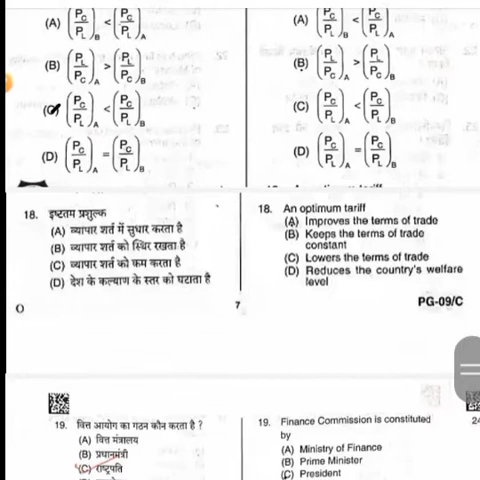 (A) (P_C/P_L)_B < (P_C/P_L)_A
(B) (P_L/P_C)_A > (P_L/P_C)_B
(C) (P_C/P_L)_A < (P_C/P_L)_B
(D) (P_C/P_L)_A = (P_C/P_L)_B
(A) (P_C/P_L)_B < (P_C/P_L)_A
(B) (P_L/P_C)_A > (P_L/P_C)_B
(C) (P_C/P_L)_A < (P_C/P_L)_B
(D) (P_C/P_L)_A = (P_C/P_L)_B
18. इष्टतम प्रशुल्क
(A) व्यापार शर्त में सुधार करता है
(B) व्यापार शर्त को स्थिर रखता है
(C) व्यापार शर्त को कम करता है
(D) देश के कल्याण के स्तर को घटाता है
18. An optimum tariff
(A) Improves the terms of trade
(B) Keeps the terms of trade
constant
(C) Lowers the terms of trade
(D) Reduces the country's welfare
level
O
7
PG-09/C
19. वित्त आयोग का गठन कौन करता है ?
(A) वित्त मंत्रालय
(B) प्रधानमंत्री
(C) राष्ट्रपति
19. Finance Commission is constituted
by
(A) Ministry of Finance
(B) Prime Minister
(C) President
24